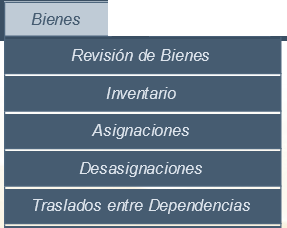 Bienes
Revisión de Bienes
Inventario
Asignaciones
Desasignaciones
Traslados entre Dependencias